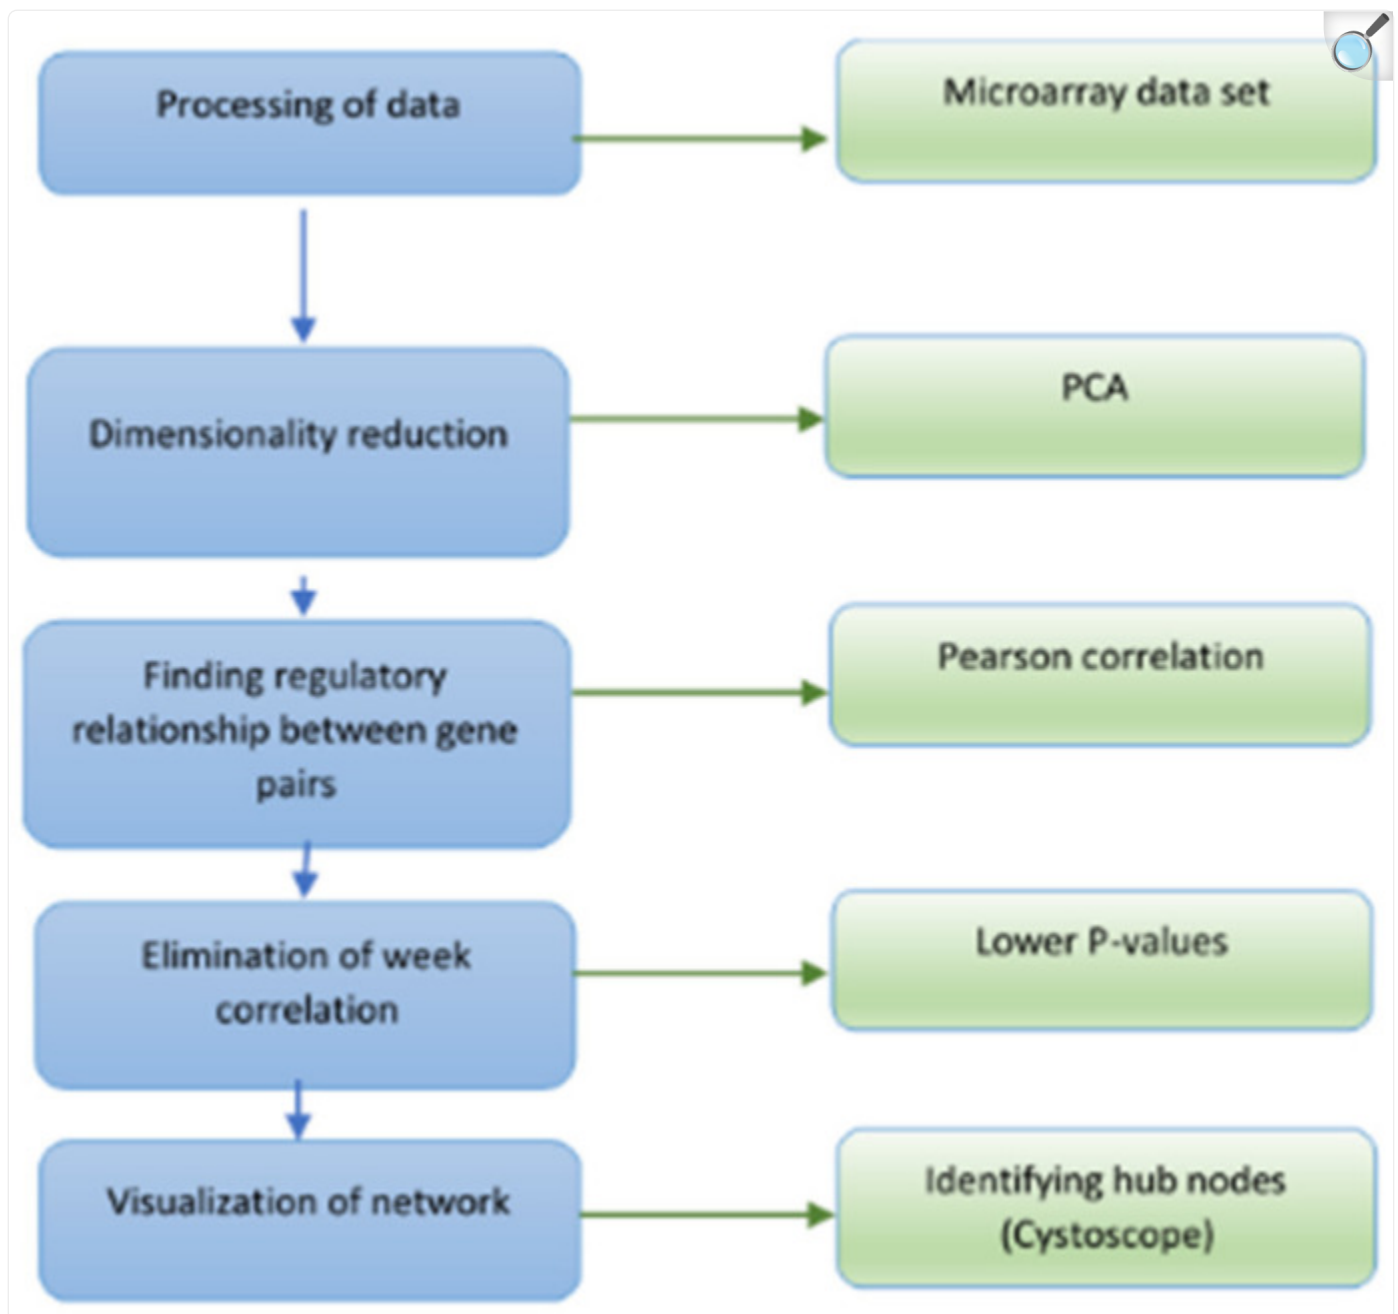 Processing of data
Microarray data set
Dimensionality reduction
PCA
Finding regulatory
relationship between gene
pairs
Pearson correlation
Elimination of week
correlation
Lower P-values
Visualization of network
Identifying hub nodes
(Cystoscope)